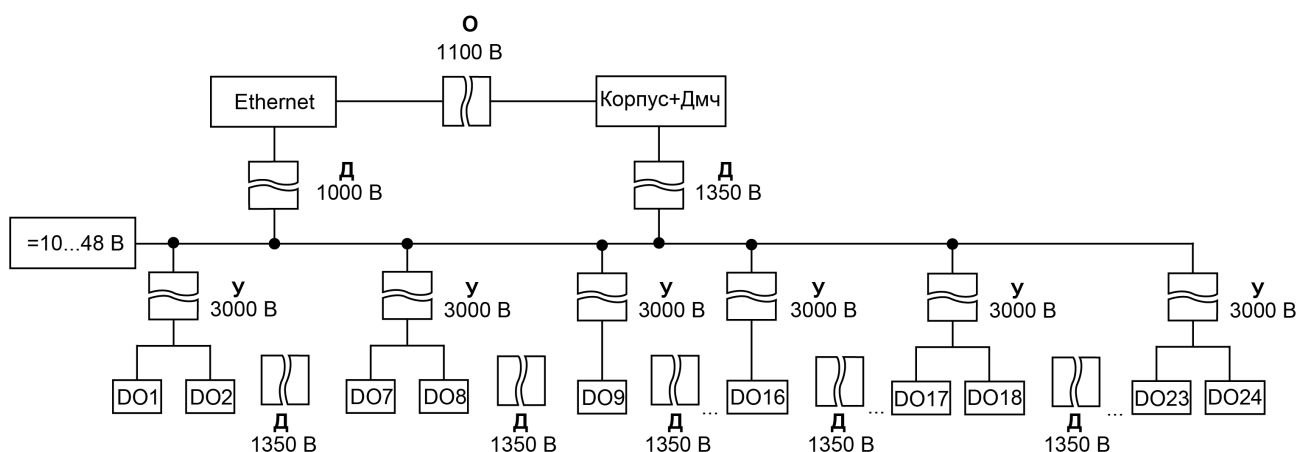 О
1100 В
Ethernet
Корпус+Дмч
Д
1000 В
Д
1350 В
=10...48 В
У
3000 В
У
3000 В
У
3000 В
У
3000 В
У
3000 В
У
3000 В
DO1
DO2
DO7
DO8
DO9
...
DO16
...
DO17
DO18
...
DO23
DO24
Д
1350 В
Д
1350 В
Д
1350 В
Д
1350 В
Д
1350 В